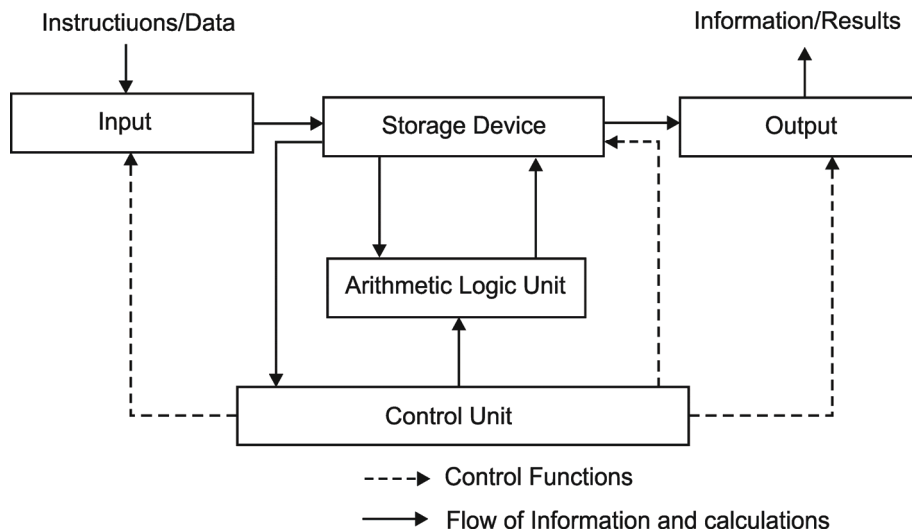 Instructiuons/Data
Information/Results
Input
Storage Device
Output
Arithmetic Logic Unit
Control Unit
Control Functions
Flow of Information and calculations